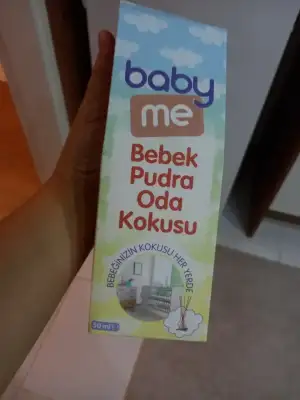 baby
me
Bebek
Pudra
Oda
Kokusu
BEBEĞİNİZİN KOKUSU HER YERDE